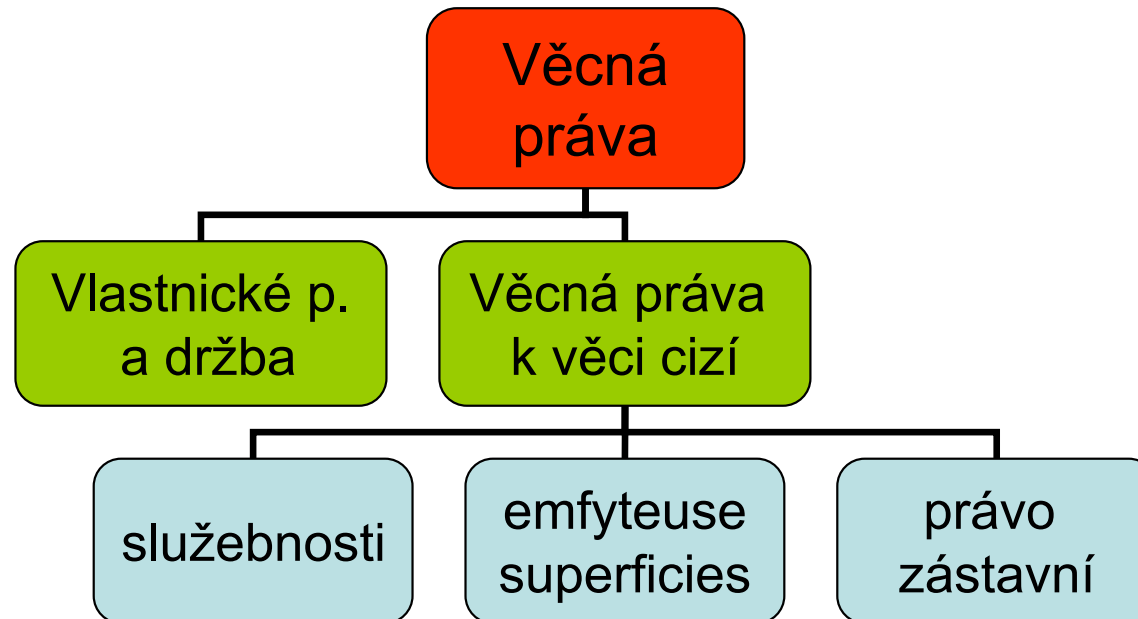 Věcná
práva
Vlastnické p.
a držba
Věcná práva
k věci cizí
služebnosti
emfyteuse
superficies
právo
zástavní